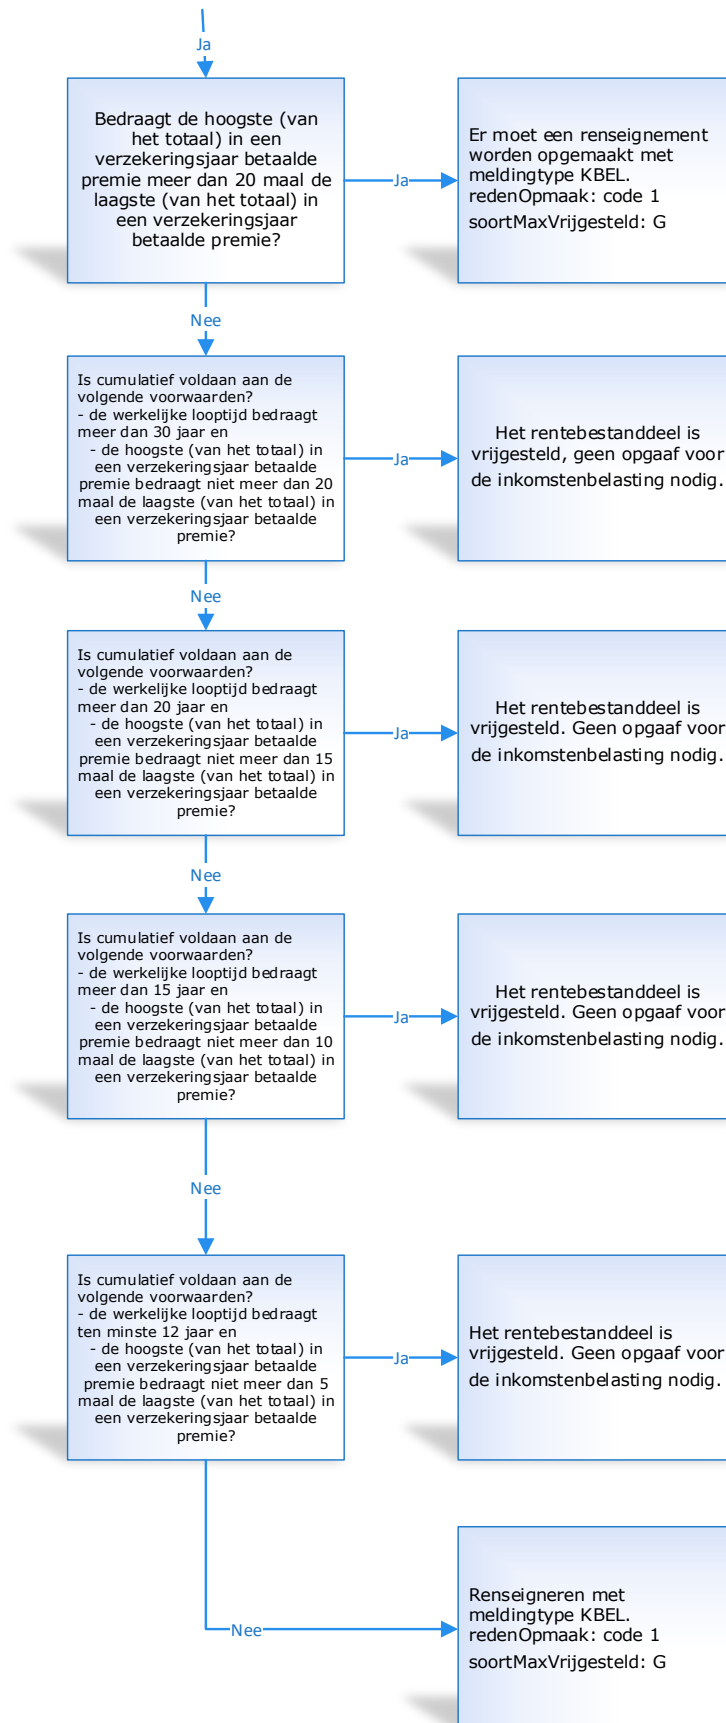 Ja
Bedraagt de hoogste (van
het totaal) in een
verzekeringsjaar betaalde
premie meer dan 20 maal de
laagste (van het totaal) in
een verzekeringsjaar
betaalde premie?
Ja
Er moet een renseignement
worden opgemaakt met
meldingtype KBEL.
redenOpmaak: code 1
soortMaxVrijgesteld: G
Nee
Is cumulatief voldaan aan de
volgende voorwaarden?
- de werkelijke looptijd bedraagt
meer dan 30 jaar en
- de hoogste (van het totaal) in
een verzekeringsjaar betaalde
premie bedraagt niet meer dan 20
maal de laagste (van het totaal) in
een verzekeringsjaar betaalde
premie?
Ja
Het rentebestanddeel is
vrijgesteld, geen opgaaf voor
de inkomstenbelasting nodig.
Nee
Is cumulatief voldaan aan de
volgende voorwaarden?
- de werkelijke looptijd bedraagt
meer dan 20 jaar en
- de hoogste (van het totaal) in
een verzekeringsjaar betaalde
premie bedraagt niet meer dan 15
maal de laagste (van het totaal) in
een verzekeringsjaar betaalde
premie?
Ja
Het rentebestanddeel is
vrijgesteld. Geen opgaaf voor
de inkomstenbelasting nodig.
Nee
Is cumulatief voldaan aan de
volgende voorwaarden?
- de werkelijke looptijd bedraagt
meer dan 15 jaar en
- de hoogste (van het totaal) in
een verzekeringsjaar betaalde
premie bedraagt niet meer dan 10
maal de laagste (van het totaal) in
een verzekeringsjaar betaalde
premie?
Ja
Het rentebestanddeel is
vrijgesteld. Geen opgaaf voor
de inkomstenbelasting nodig.
Nee
Is cumulatief voldaan aan de
volgende voorwaarden?
- de werkelijke looptijd bedraagt
ten minste 12 jaar en
- de hoogste (van het totaal) in
een verzekeringsjaar betaalde
premie bedraagt niet meer dan 5
maal de laagste (van het totaal) in
een verzekeringsjaar betaalde
premie?
Ja
Het rentebestanddeel is
vrijgesteld. Geen opgaaf voor
de inkomstenbelasting nodig.
Nee
Renseigneren met
meldingtype KBEL.
redenOpmaak: code 1
soortMaxVrijgesteld: G